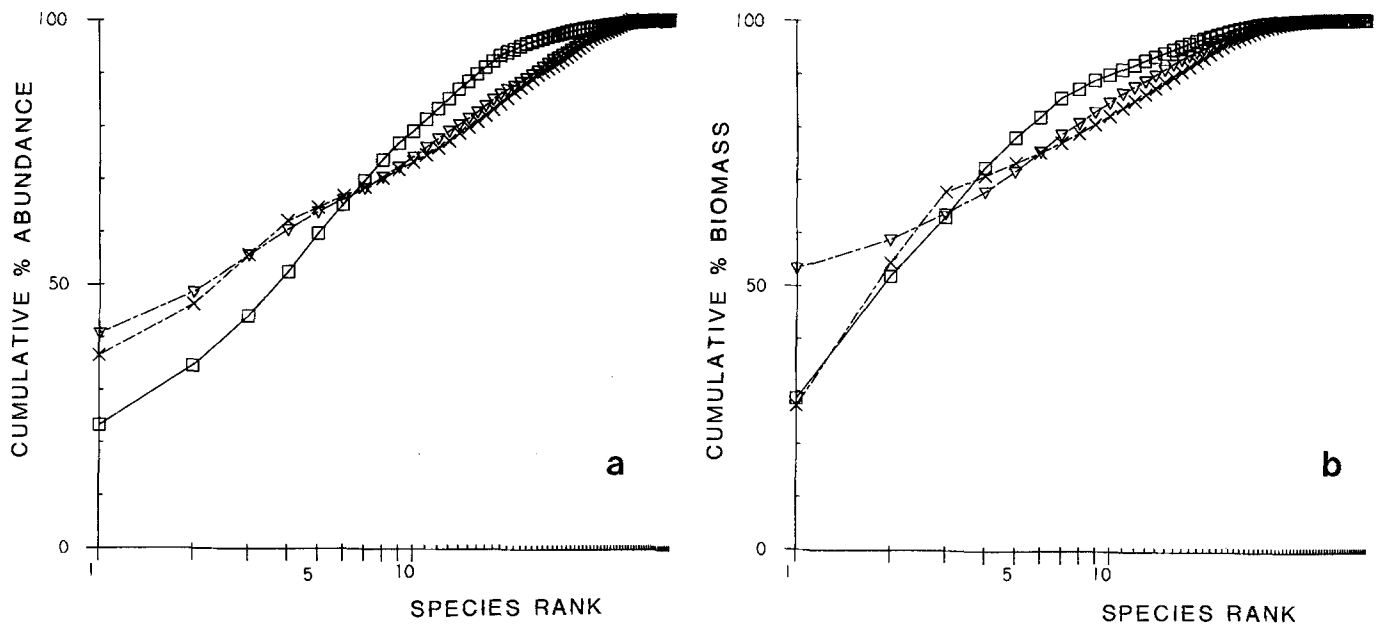 CUMULATIVE % ABUNDANCE
100
50
0
1
5
10
SPECIES RANK
a
CUMULATIVE % BIOMASS
100
50
0
1
5
10
SPECIES RANK
b